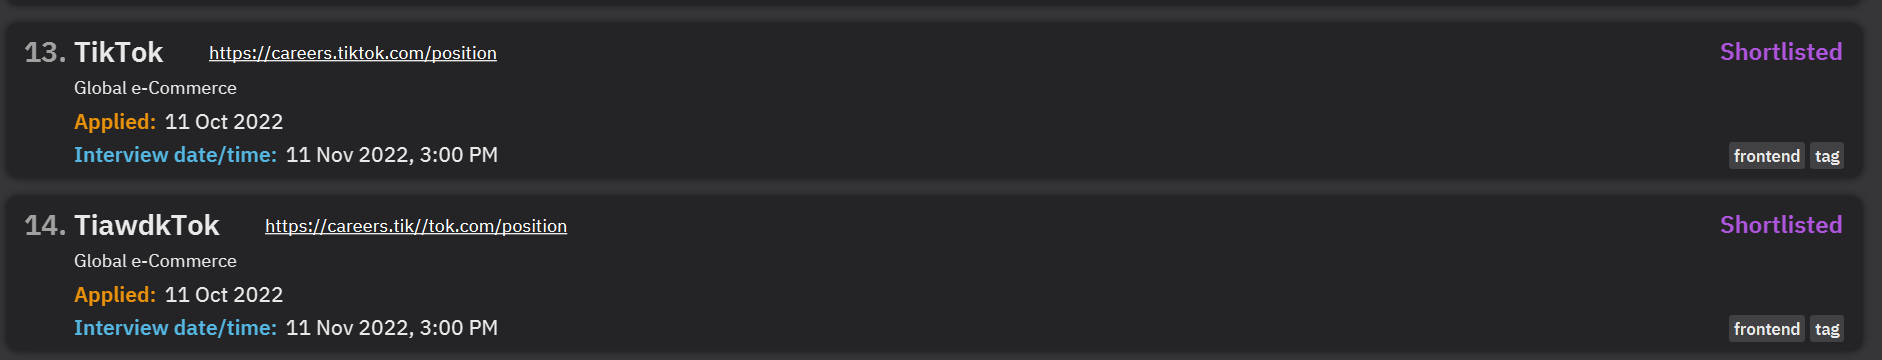 13. TikTok https://careers.tiktok.com/position Shortlisted
Global e-Commerce
Applied: 11 Oct 2022
Interview date/time: 11 Nov 2022, 3:00 PM frontend tag
14. TiawdkTok https://careers.tik//tok.com/position Shortlisted
Global e-Commerce
Applied: 11 Oct 2022
Interview date/time: 11 Nov 2022, 3:00 PM frontend tag